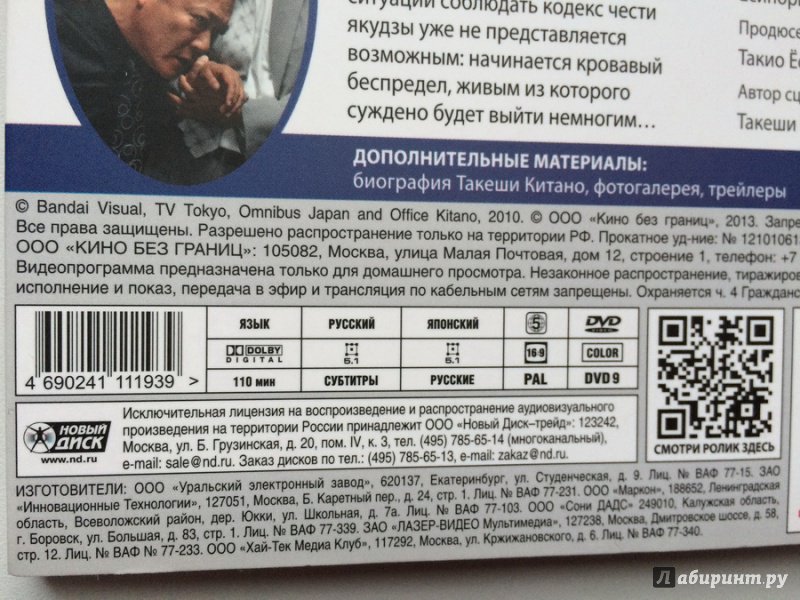 ситуации соблюдать кодекс чести
якудзы уже не представляется
возможным: начинается кровавый
беспредел, живым из которого
суждено будет выйти немногим...
Продюсе
Такио Ёс
Автор сц
Такеши
ДОПОЛНИТЕЛЬНЫЕ МАТЕРИАЛЫ:
биография Такеши Китано, фотогалерея, трейлеры
© Bandai Visual, TV Tokyo, Omnibus Japan and Office Kitano, 2010. © ООО «Кино без границ», 2013. Запре
Все права защищены. Разрешено распространение только на территории РФ. Прокатное уд-ние: № 12101061
ООО «КИНО БЕЗ ГРАНИЦ»: 105082, Москва, улица Малая Почтовая, дом 12, строение 1, телефон: +7
Видеопрограмма предназначена только для домашнего просмотра. Незаконное распространение, тиражиров
исполнение и показ, передача в эфир и трансляция по кабельным сетям запрещены. Охраняется ч. 4 Граждано
4 690241 111939 >
ЯЗЫК РУССКИЙ ЯПОНСКИЙ 5 DVD VIDEO
DOLBY DIGITAL 5.1 5.1 16:9 COLOR
110 мин СУБТИТРЫ РУССКИЕ PAL DVD 9
СМОТРИ РОЛИК ЗДЕСЬ
НОВЫЙ ДИСК
www.nd.ru
Исключительная лицензия на воспроизведение и распространение аудиовизуального
произведения на территории России принадлежит ООО «Новый Диск–трейд»: 123242,
Москва, ул. Б. Грузинская, д. 20, пом. IV, к. 3, тел. (495) 785-65-14 (многоканальный),
e-mail: sale@nd.ru. Заказ дисков по тел.: (495) 785-65-13, e-mail: zakaz@nd.ru.
ИЗГОТОВИТЕЛИ: ООО «Уральский электронный завод», 620137, Екатеринбург, ул. Студенческая, д. 9. Лиц. № ВАФ 77-15. ЗАО
«Инновационные Технологии», 127051, Москва, Б. Каретный пер., д. 24, стр. 1. Лиц. № ВАФ 77-231. ООО «Маркон», 188652, Ленинградская
область, Всеволожский район, дер. Юкки, ул. Школьная, д. 7а. Лиц. № ВАФ 77-103. ООО «Сони ДАДС» 249010, Калужская область,
г. Боровск, ул. Большая, д. 83, стр. 1. Лиц. № ВАФ 77-339. ЗАО «ЛАЗЕР-ВИДЕО Мультимедиа», 127238, Москва, Дмитровское шоссе, д. 58,
стр. 12. Лиц. № ВАФ № 77-233. ООО «Хай-Тек Медиа Клуб», 117292, Москва, ул. Кржижановского, д. 6. Лиц. № ВАФ 77-340.
Лабиринт.ру